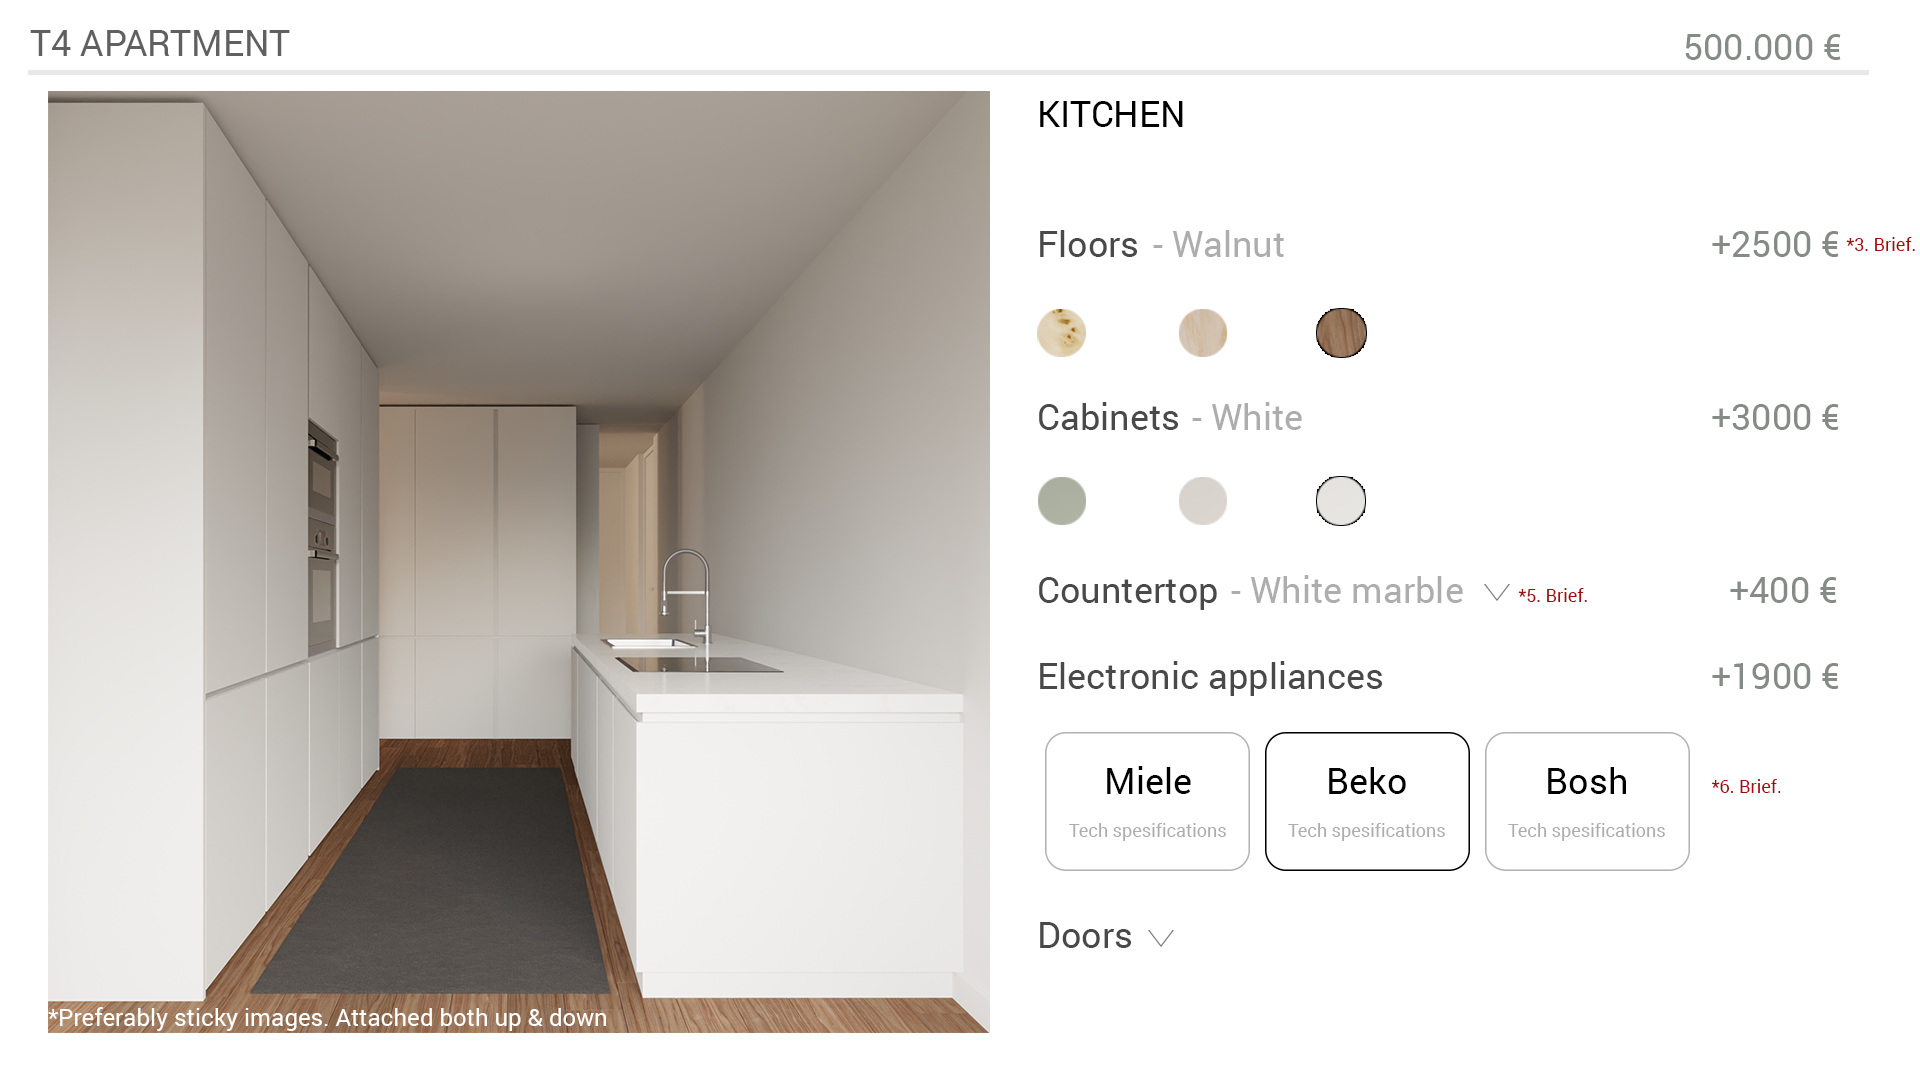 T4 APARTMENT
500.000 €
KITCHEN
Floors - Walnut +2500 € *3. Brief.
Cabinets - White +3000 €
Countertop - White marble *5. Brief. +400 €
Electronic appliances +1900 €
Miele
Tech spesifications
Beko
Tech spesifications
Bosh
Tech spesifications
*6. Brief.
Doors
*Preferably sticky images. Attached both up & down